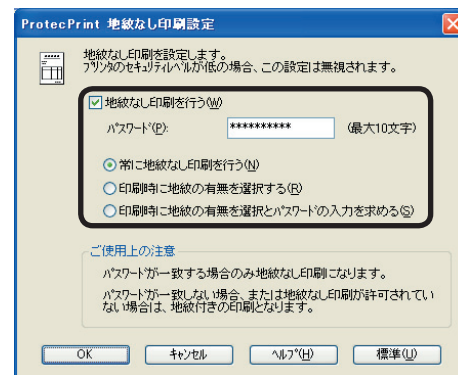 ProtecPrint 地紋なし印刷設定
地紋なし印刷を設定します。
プリンタのセキュリティレベルが低の場合、この設定は無視されます。
地紋なし印刷を行う(W)
パスワード(P):
**********
(最大10文字)
常に地紋なし印刷を行う(N)
印刷時に地紋の有無を選択する(R)
印刷時に地紋の有無を選択とパスワードの入力を求める(S)
ご使用上の注意
パスワードが一致する場合のみ地紋なし印刷になります。
パスワードが一致しない場合、または地紋なし印刷が許可されてい
ない場合は、地紋付きの印刷となります。
OK
キャンセル
ヘルプ(H)
標準(U)